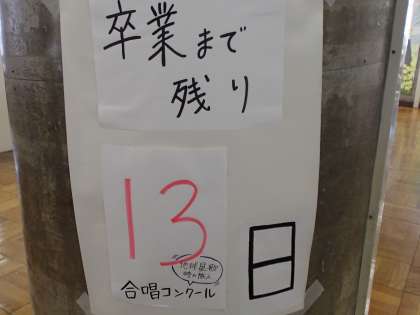 卒業まで
残り
13
日
合唱コンクール